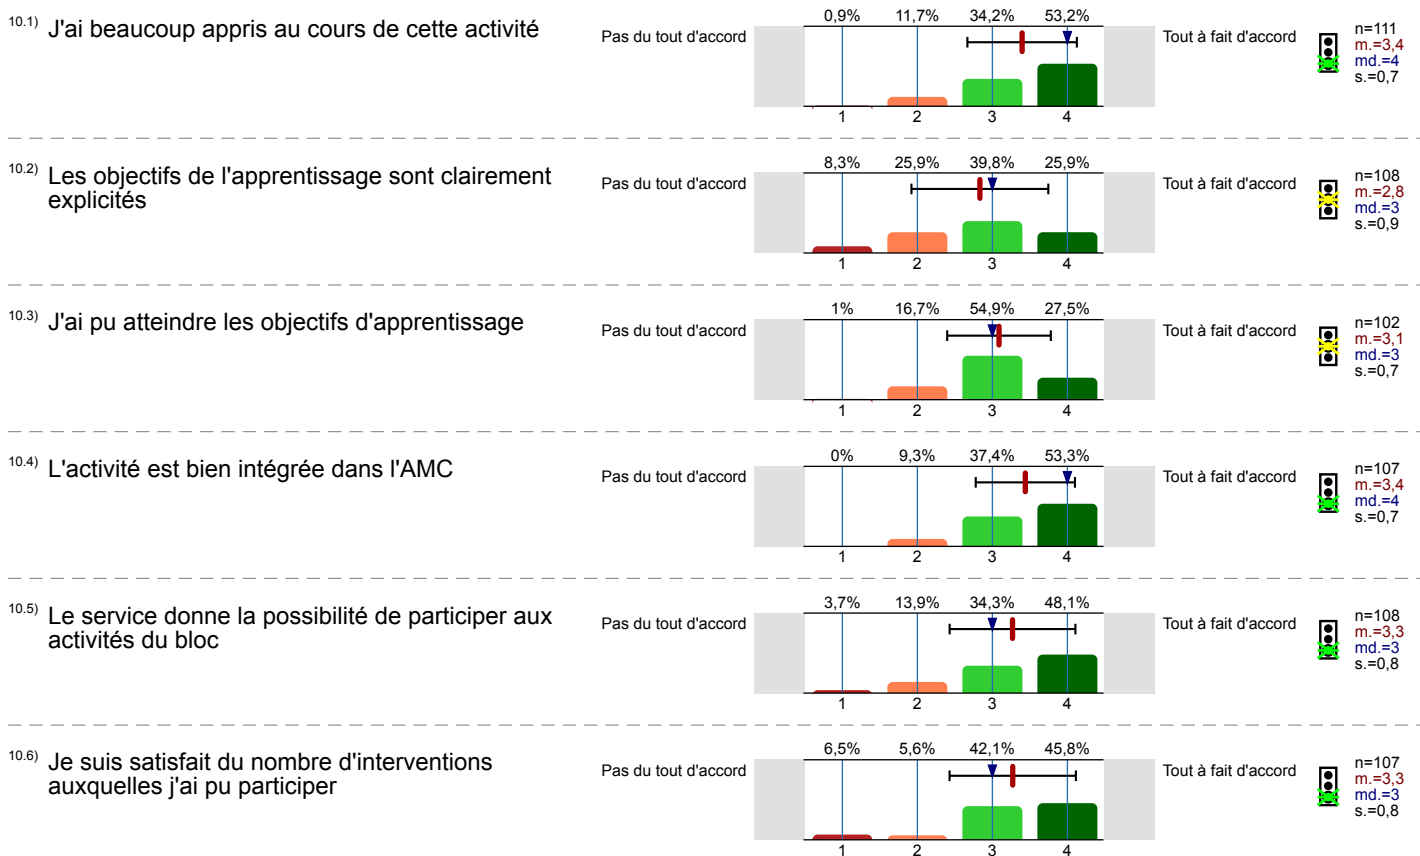 10.1) J'ai beaucoup appris au cours de cette activité
Pas du tout d'accord
0,9% 11,7% 34,2% 53,2%
1 2 3 4
Tout à fait d'accord
n=111
m.=3,4
md.=4
s.=0,7
10.2) Les objectifs de l'apprentissage sont clairement
explicités
Pas du tout d'accord
8,3% 25,9% 39,8% 25,9%
1 2 3 4
Tout à fait d'accord
n=108
m.=2,8
md.=3
s.=0,9
10.3) J'ai pu atteindre les objectifs d'apprentissage
Pas du tout d'accord
1% 16,7% 54,9% 27,5%
1 2 3 4
Tout à fait d'accord
n=102
m.=3,1
md.=3
s.=0,7
10.4) L'activité est bien intégrée dans l'AMC
Pas du tout d'accord
0% 9,3% 37,4% 53,3%
1 2 3 4
Tout à fait d'accord
n=107
m.=3,4
md.=4
s.=0,7
10.5) Le service donne la possibilité de participer aux
activités du bloc
Pas du tout d'accord
3,7% 13,9% 34,3% 48,1%
1 2 3 4
Tout à fait d'accord
n=108
m.=3,3
md.=3
s.=0,8
10.6) Je suis satisfait du nombre d'interventions
auxquelles j'ai pu participer
Pas du tout d'accord
6,5% 5,6% 42,1% 45,8%
1 2 3 4
Tout à fait d'accord
n=107
m.=3,3
md.=3
s.=0,8